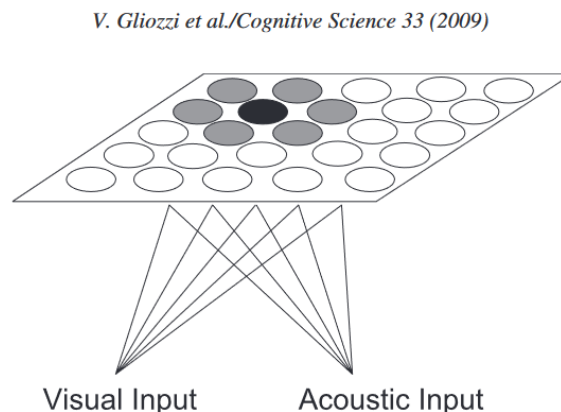 V. Gliozzi et al./Cognitive Science 33 (2009)
Visual Input Acoustic Input